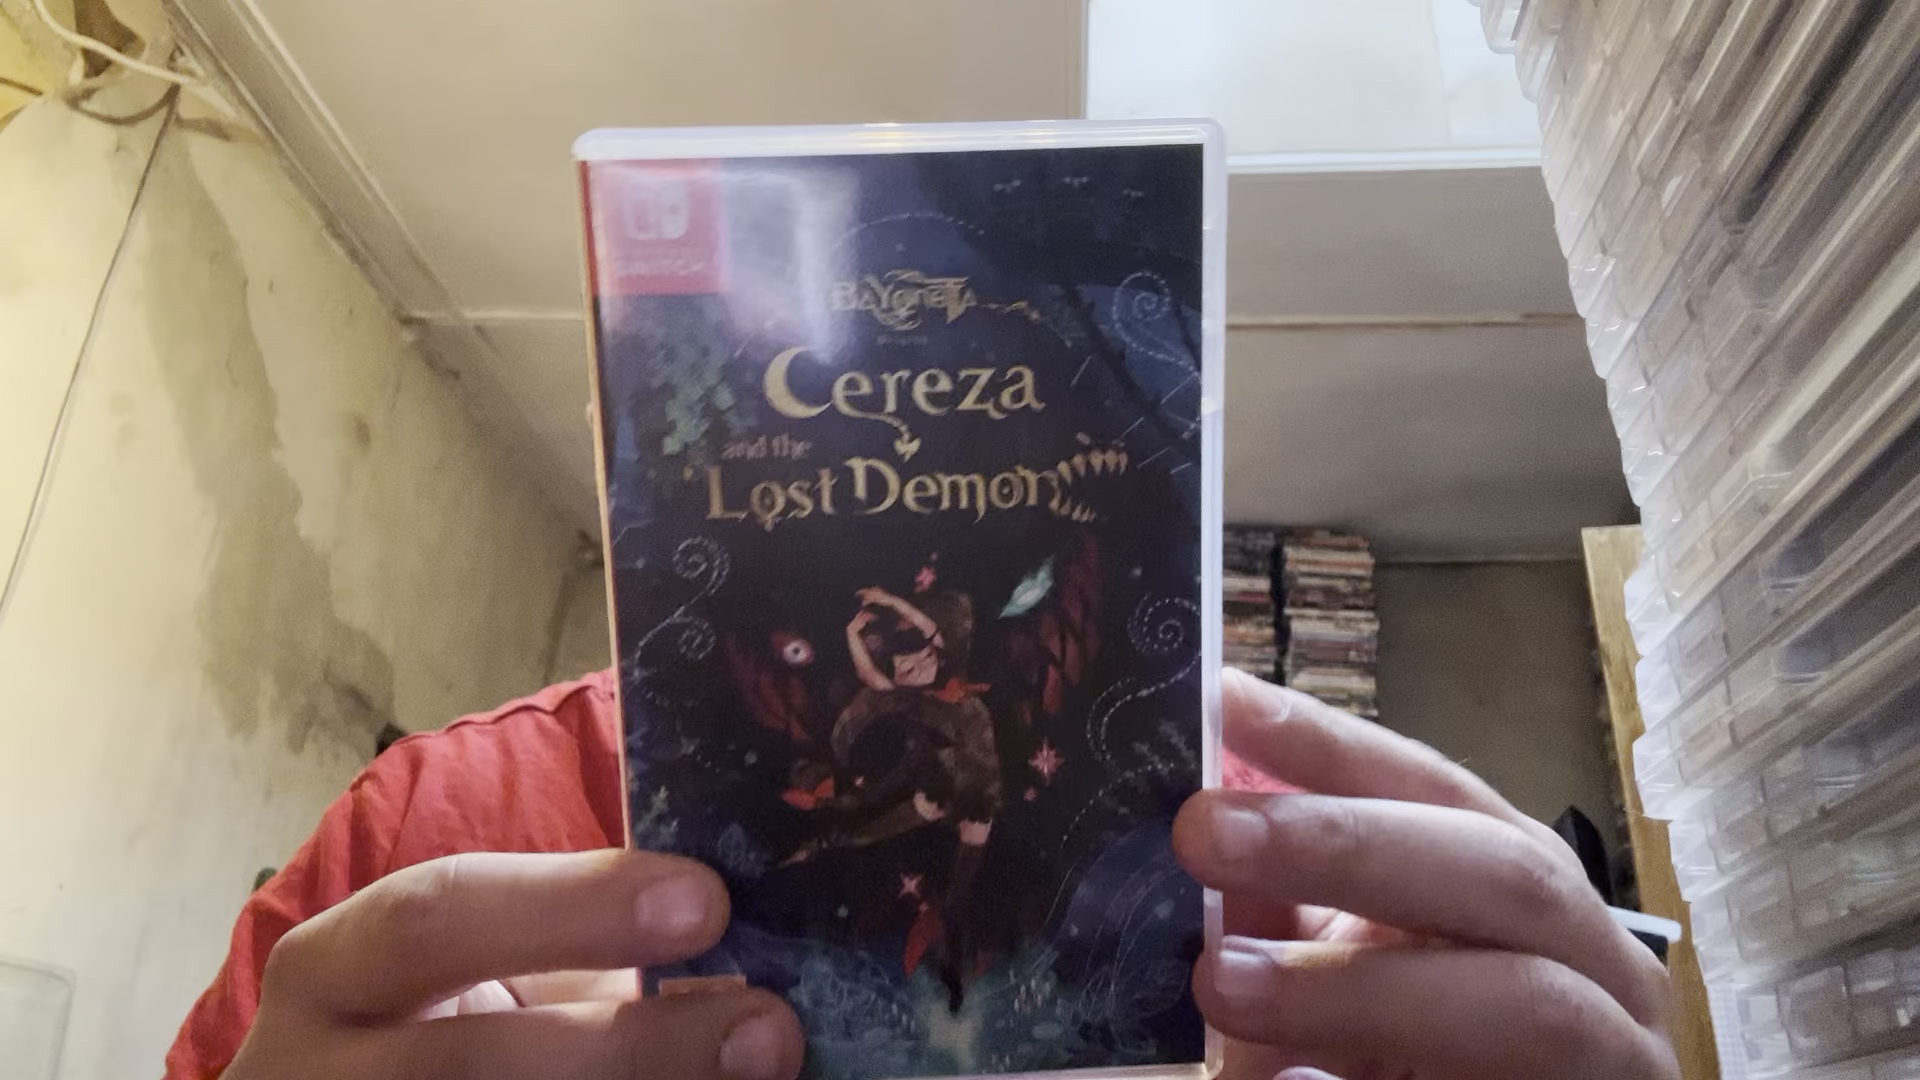 SWITCH
BAYONETTA
Cereza
and the
Lost Demon